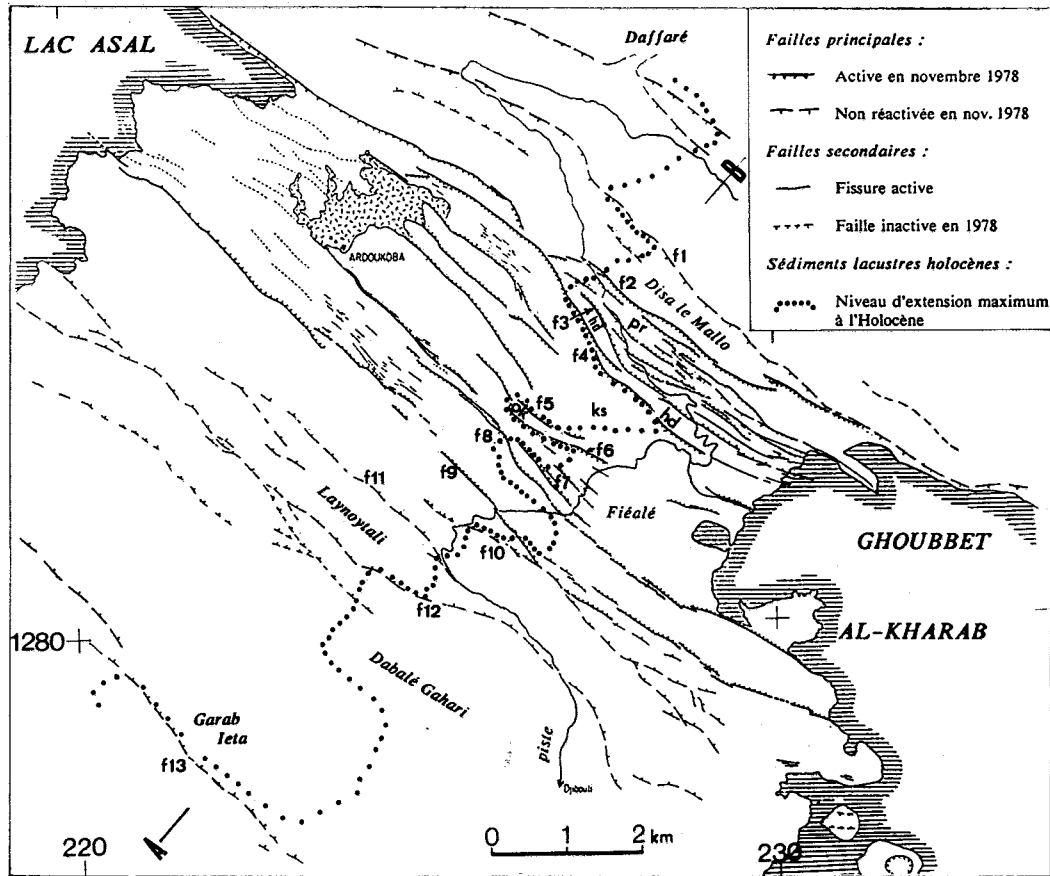 LAC ASAL
Daffaré
Failles principales :
Active en novembre 1978
Non réactivée en nov. 1978
Failles secondaires :
Fissure active
Faille inactive en 1978
Sédiments lacustres holocènes :
Niveau d'extension maximum
à l'Holocène
B
ARDOUKOBA
f1
f2
Disa le Mallo
f3
hd
pr
f4
f5
ks
hd
f8
f6
f9
f7
f11
Laynoytali
Fiéalé
GHOUBBET
f10
f12
1280
AL-KHARAB
Dabalé Gahari
Garab
Ieta
f13
piste
Djibouti
A
0 1 2 km
220
230